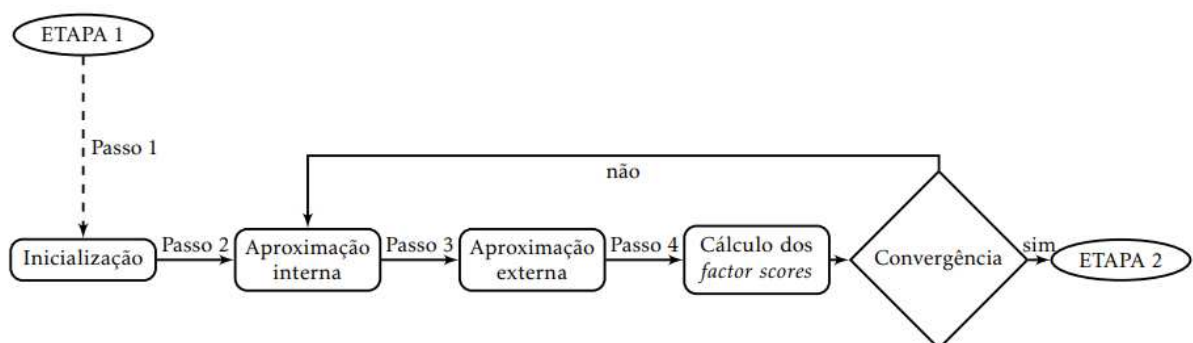 ETAPA 1
Passo 1
não
Inicialização
Passo 2
Aproximação
interna
Passo 3
Aproximação
externa
Passo 4
Cálculo dos
factor scores
Convergência
sim
ETAPA 2